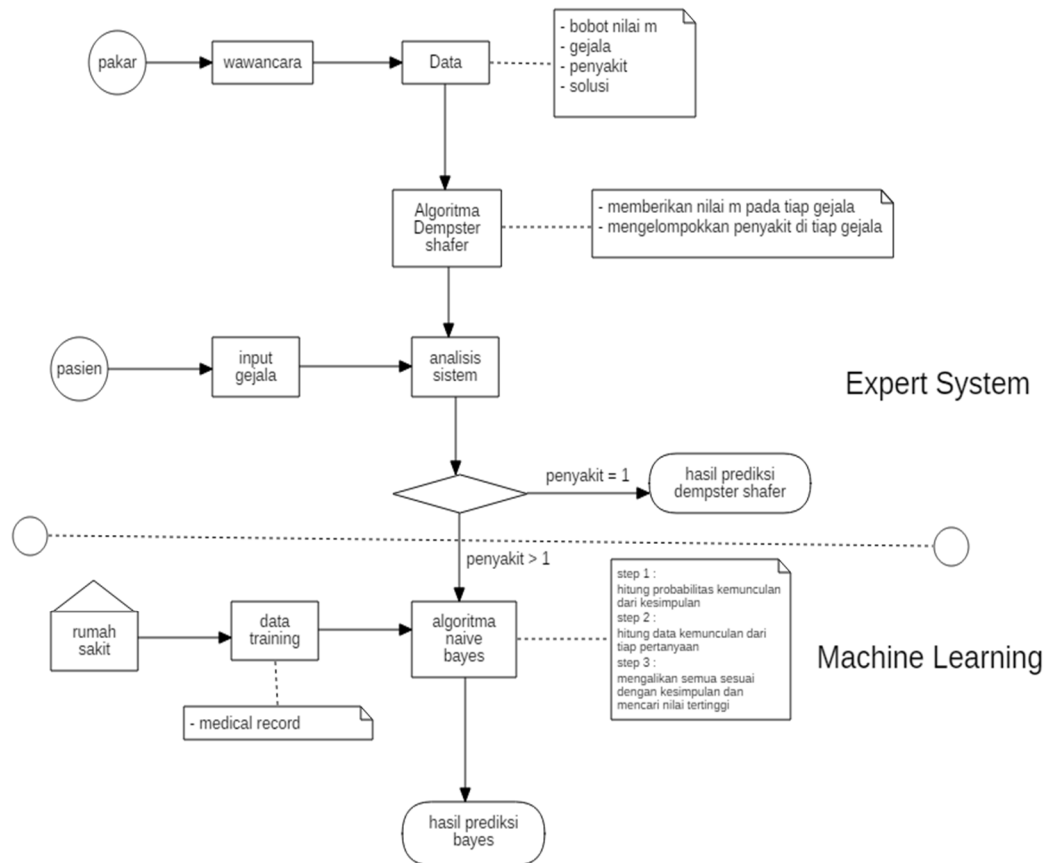 pakar
wawancara
Data
- bobot nilai m
- gejala
- penyakit
- solusi
Algoritma
Dempster
shafer
- memberikan nilai m pada tiap gejala
- mengelompokkan penyakit di tiap gejala
pasien
input
gejala
analisis
sistem
Expert System
penyakit = 1
hasil prediksi
dempster shafer
penyakit > 1
rumah
sakit
data
training
algoritma
naive
bayes
step 1 :
hitung probabilitas kemunculan
dari kesimpulan
step 2 :
hitung data kemunculan dari
tiap pertanyaan
step 3 :
mengalikan semua sesuai
dengan kesimpulan dan
mencari nilai tertinggi
Machine Learning
- medical record
hasil prediksi
bayes